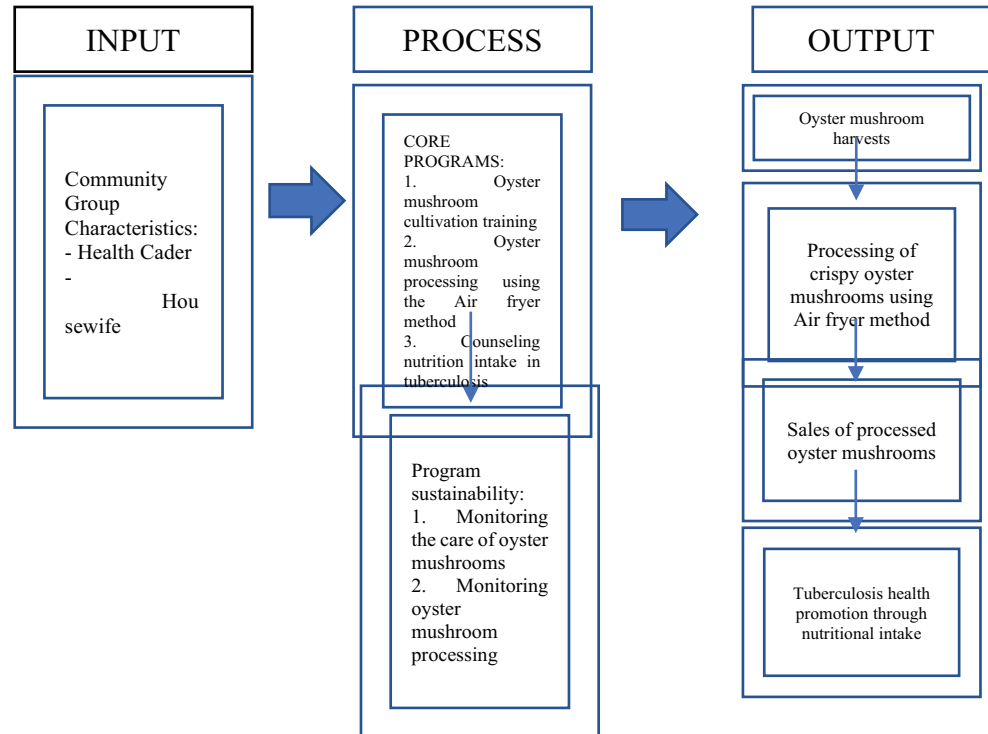 INPUT
Community
Group
Characteristics:
- Health Cader
-
Hou
sewife
PROCESS
CORE
PROGRAMS:
1. Oyster
mushroom
cultivation training
2. Oyster
mushroom
processing using
the Air fryer
method
3. Counseling
nutrition intake in
tuberculosis
Program
sustainability:
1. Monitoring
the care of oyster
mushrooms
2. Monitoring
oyster
mushroom
processing
OUTPUT
Oyster mushroom
harvests
Processing of
crispy oyster
mushrooms using
Air fryer method
Sales of processed
oyster mushrooms
Tuberculosis health
promotion through
nutritional intake